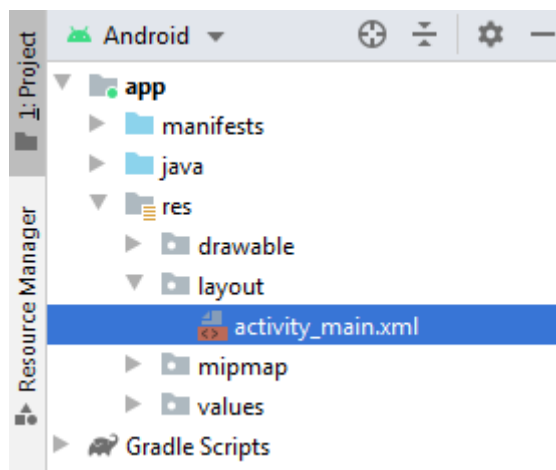 1: Project
Resource Manager
Android
app
manifests
java
res
drawable
layout
activity_main.xml
mipmap
values
Gradle Scripts